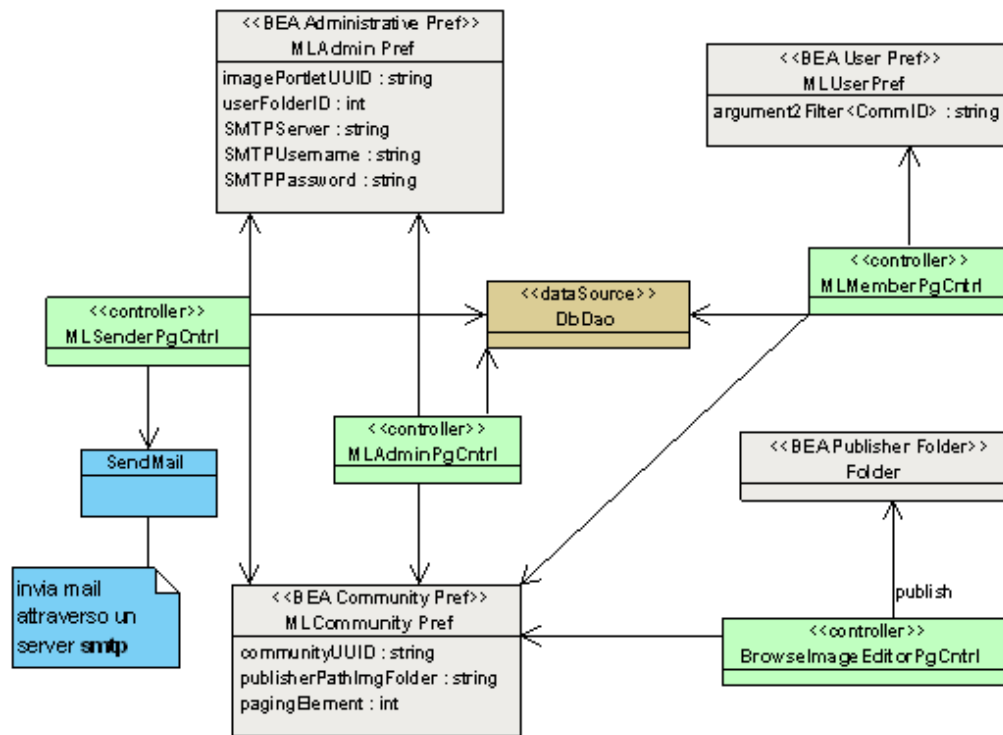 <<BEA Administrative Pref>>
MLAdmin Pref
imagePortletUUID : string
userFolderID : int
SMTPServer : string
SMTPUsername : string
SMTPPassword : string
<<BEA User Pref>>
MLUserPref
argument2Filter<CommID> : string
<<controller>>
MLSenderPgCntrl
<<dataSource>>
DbDao
<<controller>>
MLMemberPgCntrl
SendMail
<<controller>>
MLAdminPgCntrl
<<BEAPublisher Folder>>
Folder
invia mail
attraverso un
server smtp
publish
<<BEA Community Pref>>
MLCommunity Pref
communityUUID : string
publisherPathImgFolder : string
pagingElement : int
<<controller>>
BrowseImageEditorPgCntrl